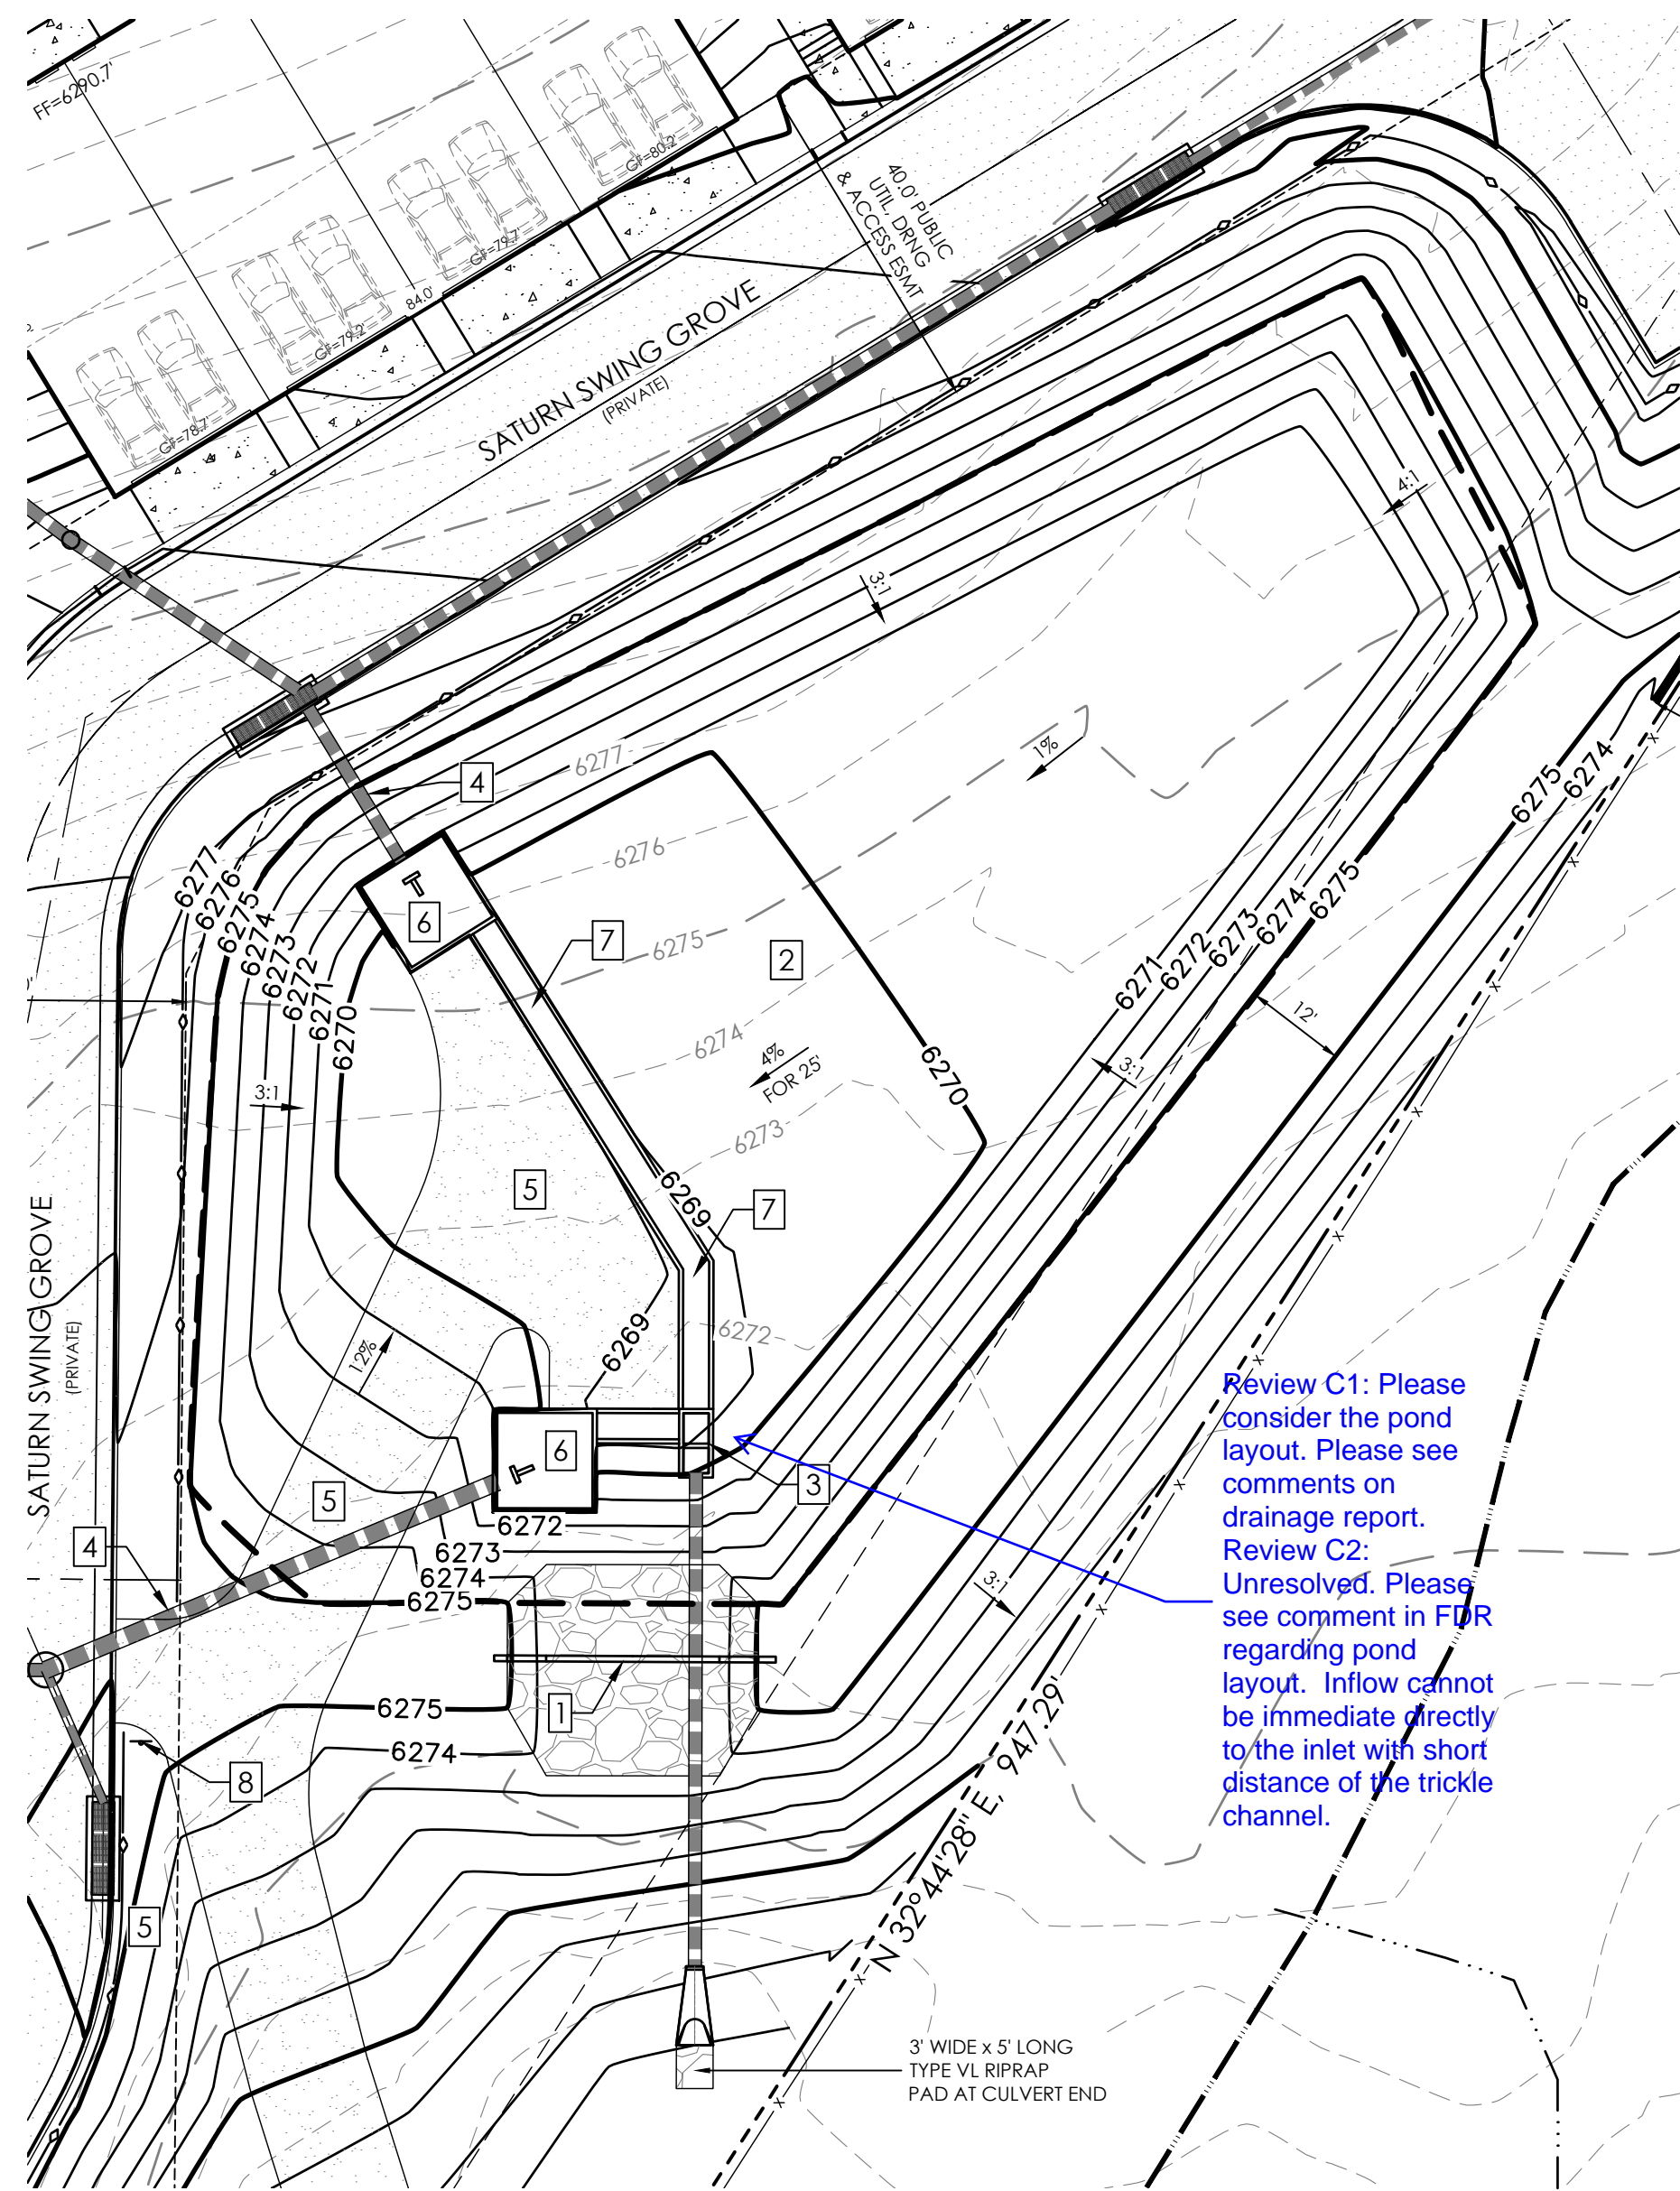 FF=6290.7'
GF=80.2'
GF=79.7'
84.0'
GF=79.2'
GF=78.7'
40.0' PUBLIC
UTIL, DRNG
& ACCESS ESMT
SATURN SWING GROVE
(PRIVATE)
4:1
3:1
1%
4
6277
6276
6275
6274
6273
6272
6271
6270
6277
6276
6275
6274
6273
6272
6
7
2
4%
FOR 25'
6270
6271
6272
6273
6274
6275
6275
6274
12'
3:1
3:1
5
6269
7
6269
12%
SATURN SWING GROVE
(PRIVATE)
6
3
5
4
6272
6273
6274
6275
3:1
1
6275
6274
8
5
N 32°44'28" E, 947.29'
Review C1: Please
consider the pond
layout. Please see
comments on
drainage report.
Review C2:
Unresolved. Please
see comment in FDR
regarding pond
layout. Inflow cannot
be immediate directly
to the inlet with short
distance of the trickle
channel.
3' WIDE x 5' LONG
TYPE VL RIPRAP
PAD AT CULVERT END